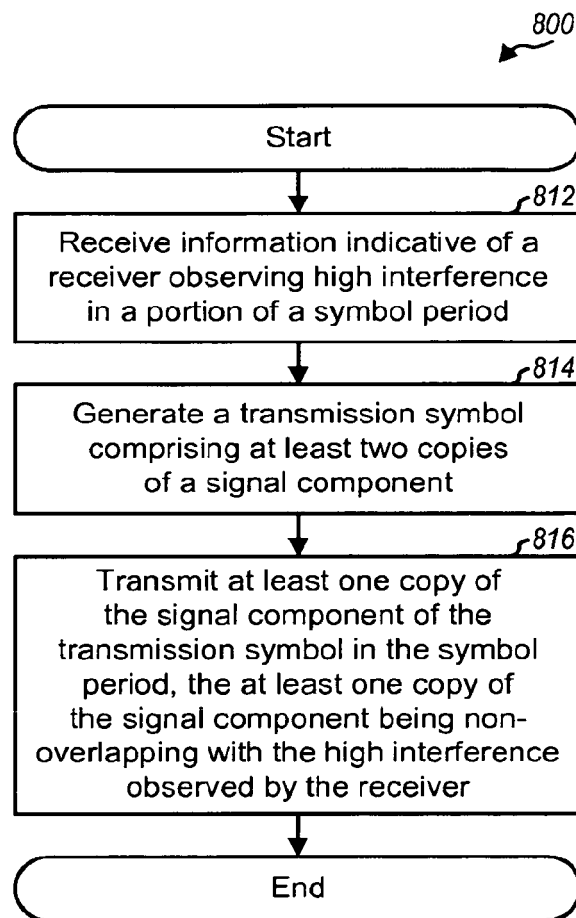 800
Start
812
Receive information indicative of a
receiver observing high interference
in a portion of a symbol period
814
Generate a transmission symbol
comprising at least two copies
of a signal component
816
Transmit at least one copy of
the signal component of the
transmission symbol in the symbol
period, the at least one copy of
the signal component being non-
overlapping with the high interference
observed by the receiver
End